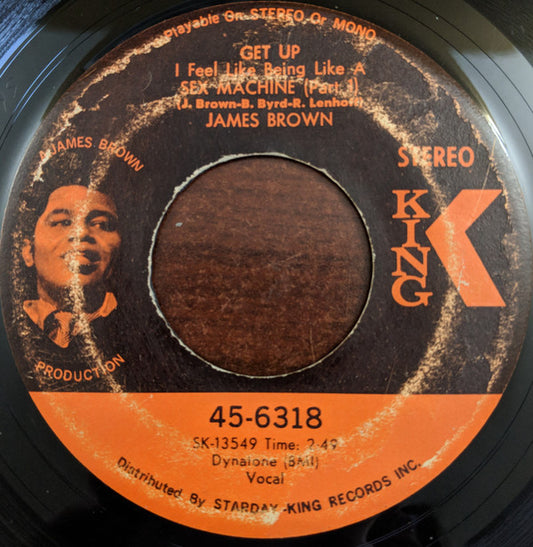 Playable On STEREO Or MONO
GET UP
I Feel Like Being Like A
SEX MACHINE (Part 1)
(J. Brown-B. Byrd-R. Lenhoff)
JAMES BROWN
A JAMES BROWN
PRODUCTION
STEREO
KING
K
45-6318
SK-13549 Time: 2:49
Dynatone (BMI)
Vocal
Distributed By STARDAY-KING RECORDS INC.